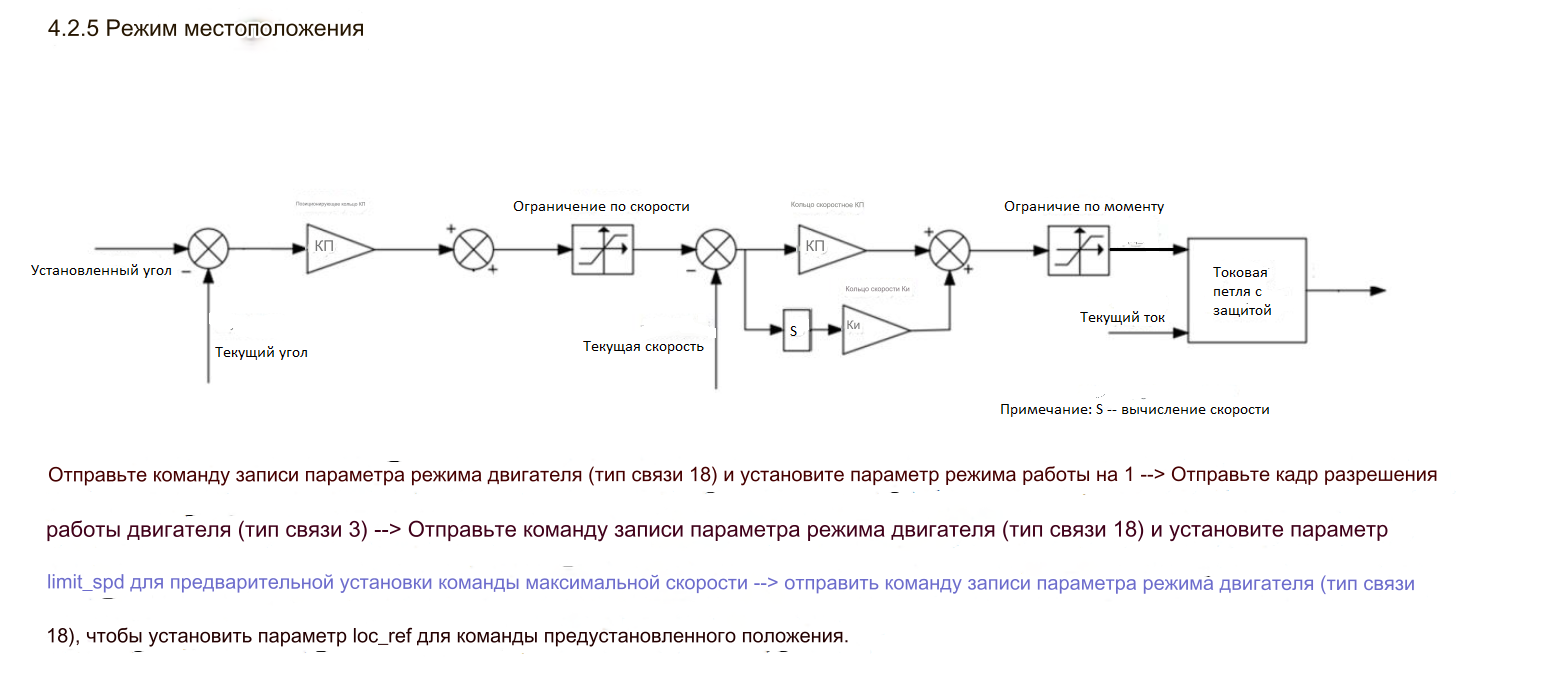 4.2.5 Режим местоположения
Позиционирующее кольцо КП
Ограничение по скорости
Кольцо скоростное КП
Ограничие по моменту
+
+
КП
КП
Установленный угол
−
+
−
+
Токовая
петля с
защитой
Кольцо скорости Ки
Текущий ток
S
Ки
Текущий угол
Текущая скорость
Примечание: S -- вычисление скорости
Отправьте команду записи параметра режима двигателя (тип связи 18) и установите параметр режима работы на 1 --> Отправьте кадр разрешения
работы двигателя (тип связи 3) --> Отправьте команду записи параметра режима двигателя (тип связи 18) и установите параметр
limit_spd для предварительной установки команды максимальной скорости --> отправить команду записи параметра режима двигателя (тип связи
18), чтобы установить параметр loc_ref для команды предустановленного положения.